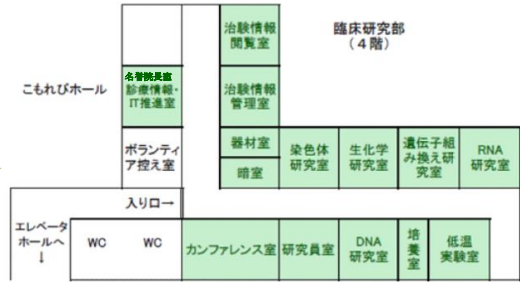 臨床研究部
(4階)
治験情報
閲覧室
こもれびホール
名誉院長室
診療情報・
IT推進室
治験情報
管理室
ボランティ
ア控え室
器材室
暗室
染色体
研究室
生化学
研究室
遺伝子組
み換え研
究室
RNA
研究室
入り口→
エレベータ
ホールへ
↓
WC
WC
カンファレンス室
研究員室
DNA
研究室
培
養
室
低温
実験室